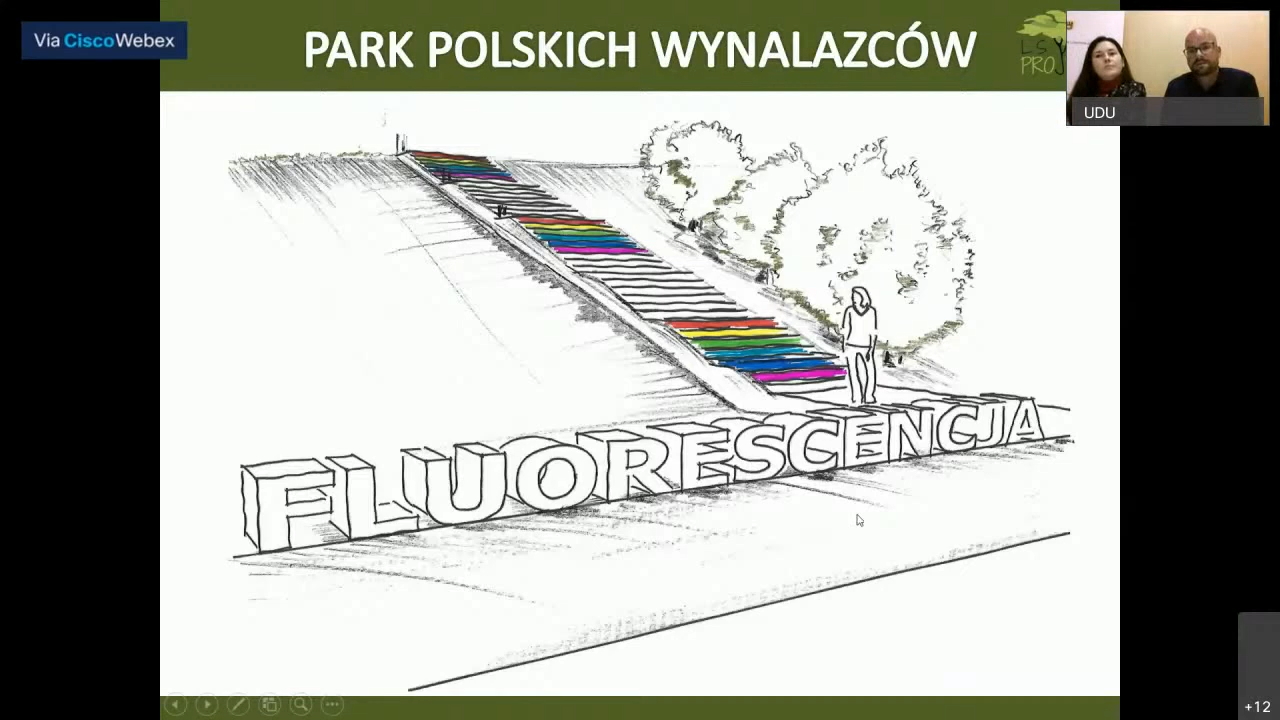 Via CiscoWebex
PARK POLSKICH WYNALAZCÓW
UDU
FLUORESCENCJA
+12